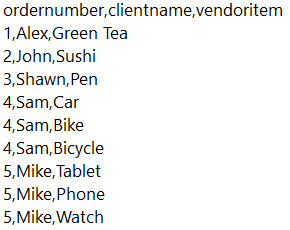 ordernumber,clientname,vendoritem
1,Alex,Green Tea
2,John,Sushi
3,Shawn,Pen
4,Sam,Car
4,Sam,Bike
4,Sam,Bicycle
5,Mike,Tablet
5,Mike,Phone
5,Mike,Watch